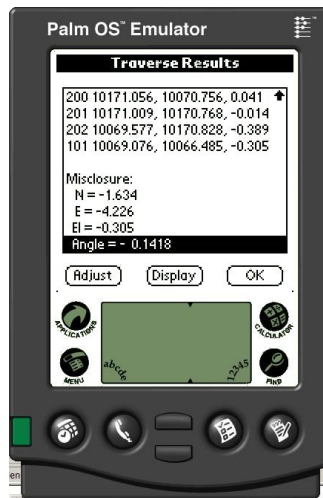 Palm OS™ Emulator
Traverse Results
200 10171.056, 10070.756, 0.041
201 10171.009, 10170.768, -0.014
202 10069.577, 10170.828, -0.389
101 10069.076, 10066.485, -0.305
Misclosure:
N = -1.634
E = -4.226
El = -0.305
Angle = - 0.1418
Adjust Display OK
APPLICATIONS CALCULATOR
abcde 12345
MENU FIND
en